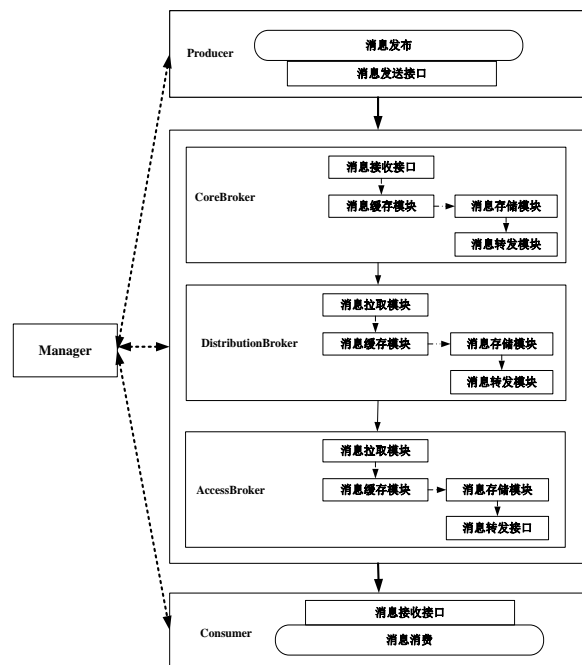 消息发布
Producer
消息发送接口
消息接收接口
CoreBroker
消息缓存模块
消息存储模块
消息转发模块
消息拉取模块
DistributionBroker
消息缓存模块
消息存储模块
Manager
消息转发模块
消息拉取模块
AccessBroker
消息缓存模块
消息存储模块
消息转发接口
消息接收接口
Consumer
消息消费